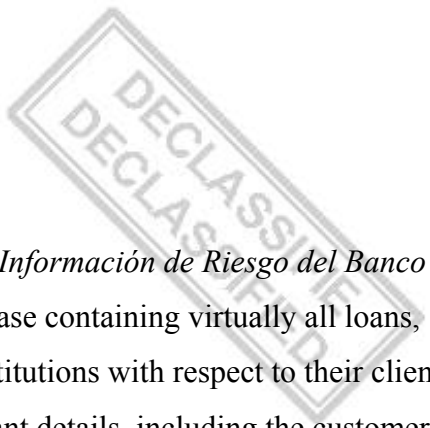 DECLASSIFIED
DECLASSIFIED
Información de Riesgo del Banco
ase containing virtually all loans,
titutions with respect to their clien
ant details, including the customer